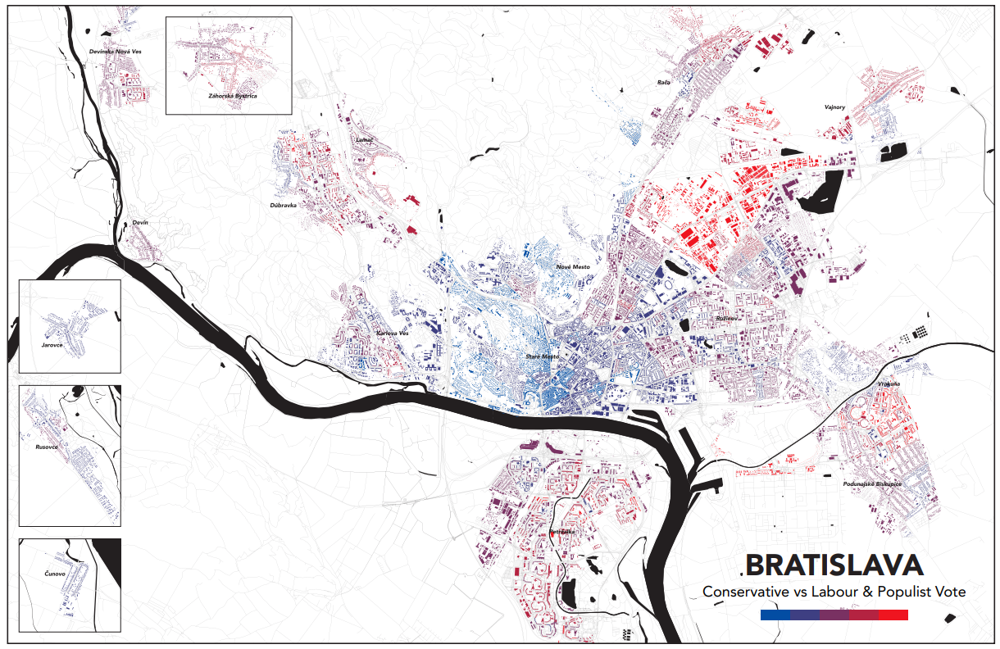 Devínska Nová Ves
Záhorská Bystrica
Rača
Vajnory
Lamač
Dúbravka
Devín
Nové Mesto
Jarovce
Karlova Ves
Ružinov
Staré Mesto
Vrakuňa
Rusovce
Podunajské Biskupice
Petržalka
Čunovo
BRATISLAVA
Conservative vs Labour & Populist Vote